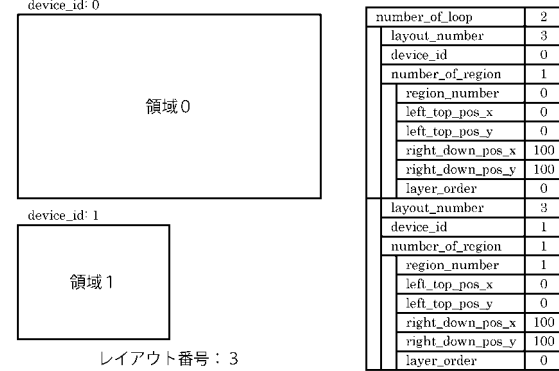 device_id: 0
領域０
device_id: 1
領域１
レイアウト番号：３
number_of_loop 2
layout_number 3
device_id 0
number_of_region 1
region_number 0
left_top_pos_x 0
left_top_pos_y 0
right_down_pos_x 100
right_down_pos_y 100
layer_order 0
layout_number 3
device_id 1
number_of_region 1
region_number 1
left_top_pos_x 0
left_top_pos_y 0
right_down_pos_x 100
right_down_pos_y 100
layer_order 0